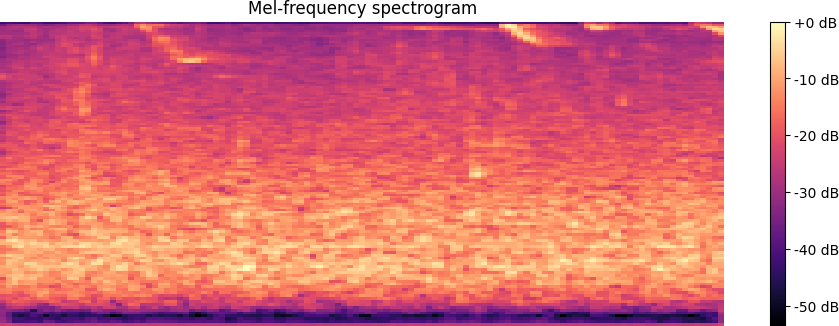 Mel-frequency spectrogram
+0 dB
-10 dB
-20 dB
-30 dB
-40 dB
-50 dB